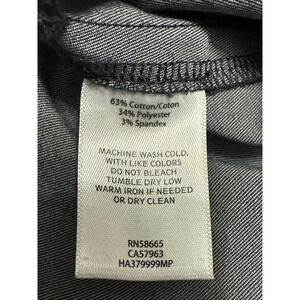 63% Cotton/Coton
34% Polyester
3% Spandex
MACHINE WASH COLD,
WITH LIKE COLORS
DO NOT BLEACH
TUMBLE DRY LOW
WARM IRON IF NEEDED
OR DRY CLEAN
RN58665
CA57963
HA379999MP